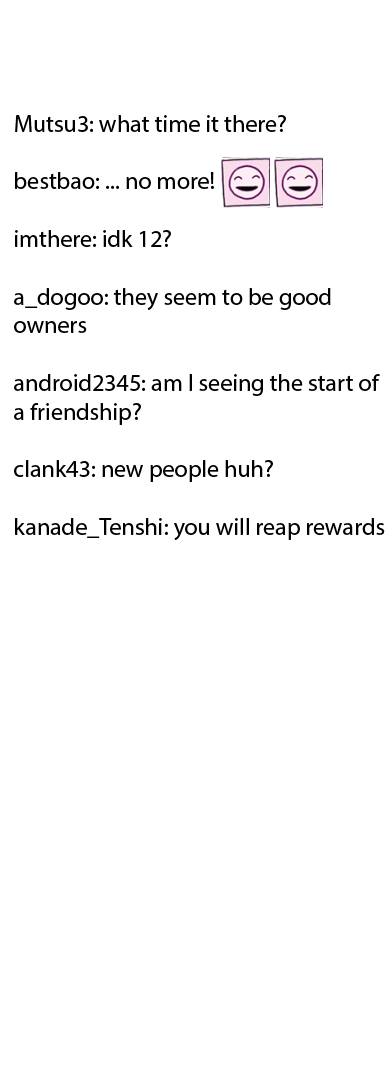 Mutsu3: what time it there?
bestbao: ... no more!
imthere: idk 12?
a_dogoo: they seem to be good
owners
android2345: am I seeing the start of
a friendship?
clank43: new people huh?
kanade_Tenshi: you will reap rewards